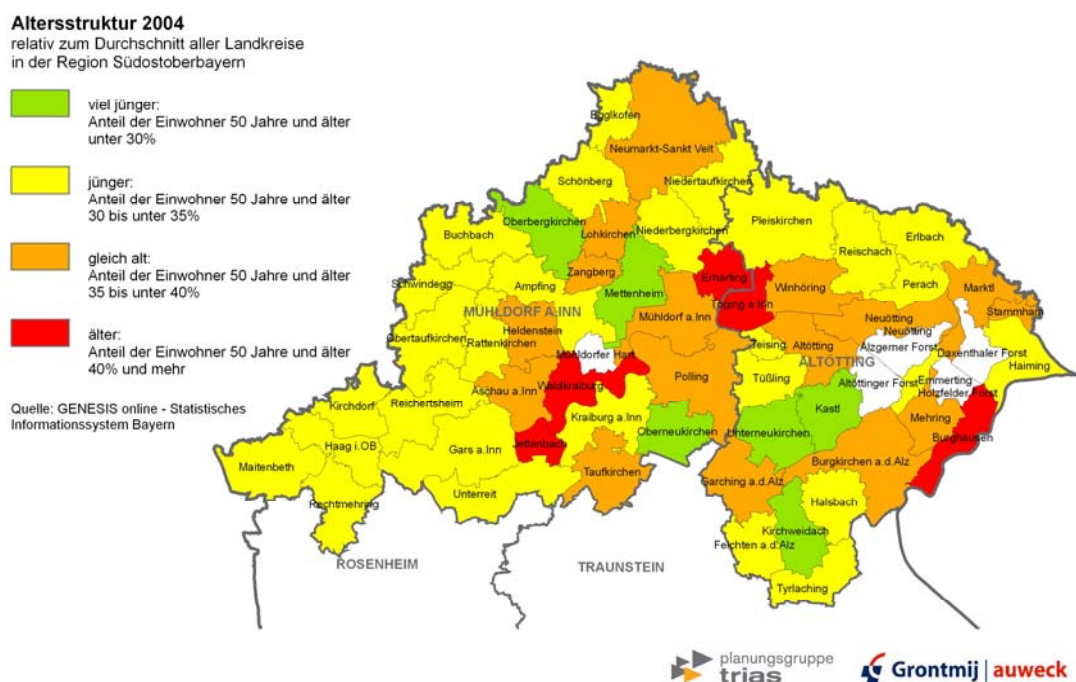 Altersstruktur 2004
relativ zum Durchschnitt aller Landkreise
in der Region Südostoberbayern
viel jünger:
Anteil der Einwohner 50 Jahre und älter
unter 30%
jünger:
Anteil der Einwohner 50 Jahre und älter
30 bis unter 35%
gleich alt:
Anteil der Einwohner 50 Jahre und älter
35 bis unter 40%
älter:
Anteil der Einwohner 50 Jahre und älter
40% und mehr
Quelle: GENESIS online - Statistisches
Informationssystem Bayern
Egglkofen
Neumarkt-Sankt Veit
Schönberg
Niedertaufkirchen
Oberbergkirchen
Pleiskirchen
Buchbach
Lohkirchen
Niederbergkirchen
Erlbach
Reischach
Zangberg
Erharting
Schwindegg
Ampfing
Perach
Marktl
Winhöring
Mettenheim
Töging a.Inn
Stammham
MÜHLDORF A.INN
Mühldorf a.Inn
Neuötting
Heldenstein
Neuötting
Obertaufkirchen
Rattenkirchen
Teising
Altötting
Alzgerner Forst
Daxenthaler Forst
Mühldorfer Hart
ALTÖTTING
Haiming
Polling
Emmerting
Aschau a.Inn
Waldkraiburg
Tüßling
Altöttinger Forst
Holzfelder Forst
Reichertsheim
Kastl
Kirchdorf
Kraiburg a.Inn
Mehring
Oberneukirchen
Unterneukirchen
Burghausen
Haag i.OB
Jettenbach
Gars a.Inn
Maitenbeth
Burgkirchen a.d.Alz
Taufkirchen
Garching a.d.Alz
Unterreit
Halsbach
Rechtmehring
Kirchweidach
Feichten a.d.Alz
ROSENHEIM
TRAUNSTEIN
Tyrlaching
planungsgruppe
trias
Grontmij | auweck